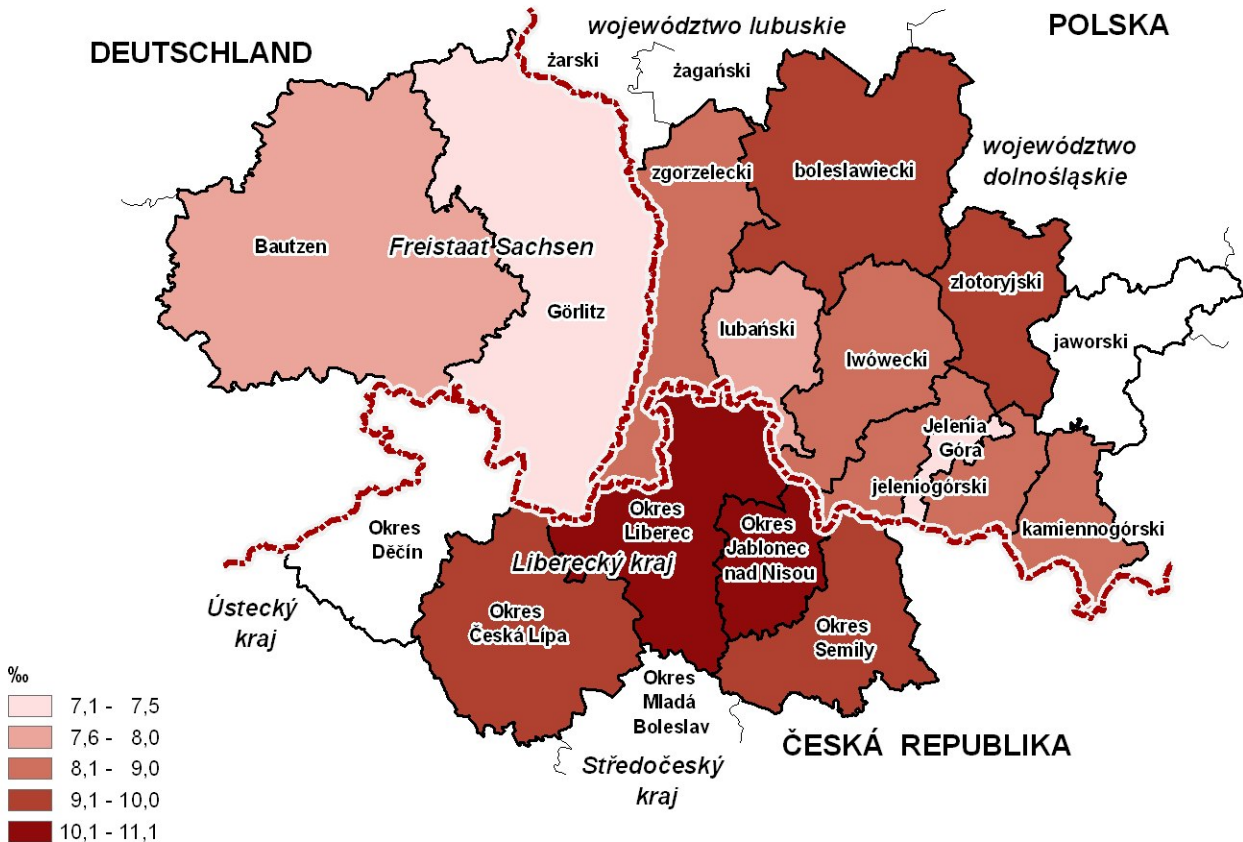 DEUTSCHLAND
województwo lubuskie
POLSKA
żarski
żagański
województwo
dolnośląskie
zgorzelecki
boleslawiecki
Bautzen
Freistaat Sachsen
Görlitz
lubański
lwówecki
zlotoryjski
jaworski
Jelenia
Góra
jeleniogórski
kamiennogórski
Okres
Děčín
Okres
Liberec
Okres
Jablonec
nad Nisou
Liberecký kraj
Ústecký
kraj
Okres
Česká Lípa
Okres
Semily
Okres
Mladá
Boleslav
Středočeský
kraj
ČESKÁ REPUBLIKA
‰
7,1 - 7,5
7,6 - 8,0
8,1 - 9,0
9,1 - 10,0
10,1 - 11,1